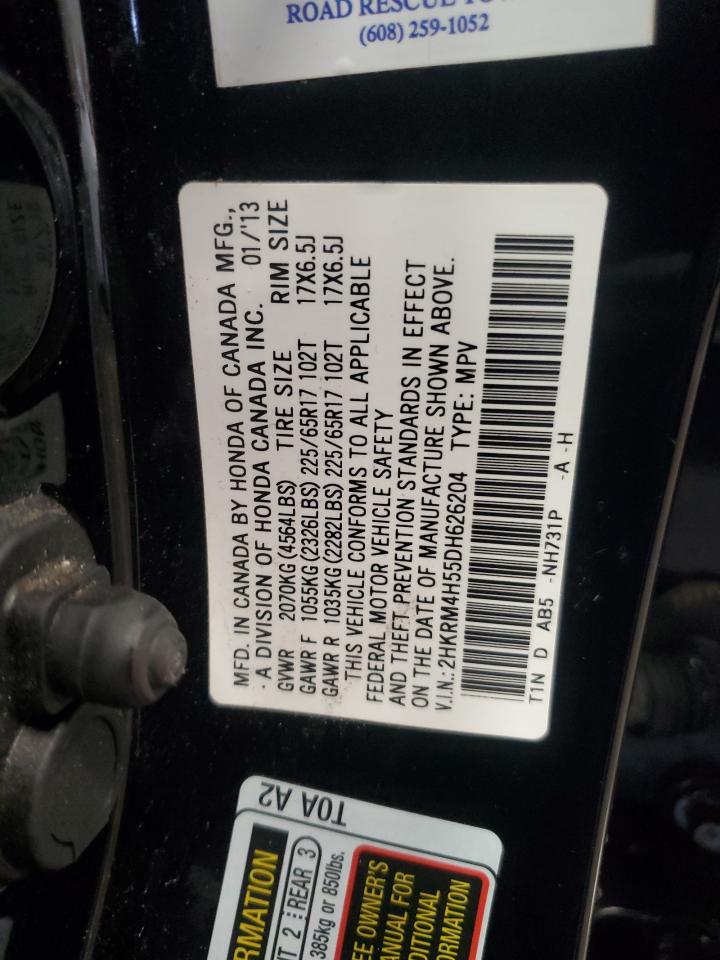 ROAD RESCUE
(608) 259-1052
MFD. IN CANADA BY HONDA OF CANADA MFG.,
A DIVISION OF HONDA CANADA INC. 01/'13
GVWR 2070KG(4564LBS) TIRE SIZE RIM SIZE
GAWR F 1055KG(2326LBS) 225/65R17 102T 17X6.5J
GAWR R 1035KG(2282LBS) 225/65R17 102T 17X6.5J
THIS VEHICLE CONFORMS TO ALL APPLICABLE
FEDERAL MOTOR VEHICLE SAFETY
AND THEFT PREVENTION STANDARDS IN EFFECT
ON THE DATE OF MANUFACTURE SHOWN ABOVE.
V.I.N.:2HKRM4H55DH626204 TYPE: MPV
T1N D AB5 -NH731P -A -H
T0A A2
RMATION
T 2 REAR 3
385kg or 850lbs.
EE OWNER'S
ANUAL FOR
DITIONAL
ORMATION